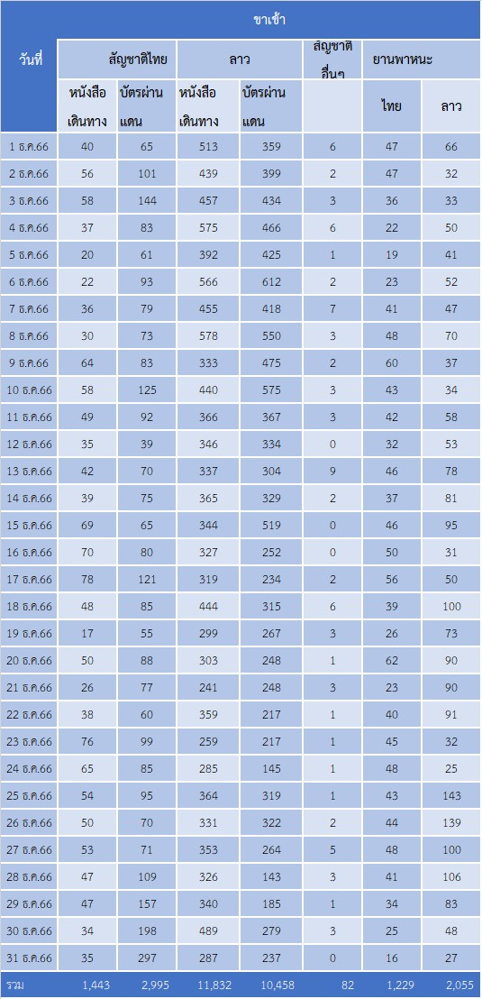 ขาเข้า
วันที่ สัญชาติไทย ลาว สัญชาติ อื่นๆ ยานพาหนะ
หนังสือ บัตรผ่าน หนังสือ บัตรผ่าน
เดินทาง แดน เดินทาง แดน ไทย ลาว
1 ธ.ค.66 40 65 513 359 6 47 66
2 ธ.ค.66 56 101 439 399 2 47 32
3 ธ.ค.66 58 144 457 434 3 36 33
4 ธ.ค.66 37 83 575 466 6 22 50
5 ธ.ค.66 20 61 392 425 1 19 41
6 ธ.ค.66 22 93 566 612 2 23 52
7 ธ.ค.66 36 79 455 418 7 41 47
8 ธ.ค.66 30 73 578 550 3 48 70
9 ธ.ค.66 64 83 333 475 2 60 37
10 ธ.ค.66 58 125 440 575 3 43 34
11 ธ.ค.66 49 92 366 367 3 42 58
12 ธ.ค.66 35 39 346 334 0 32 53
13 ธ.ค.66 42 70 337 304 9 46 78
14 ธ.ค.66 39 75 365 329 2 37 81
15 ธ.ค.66 69 65 344 519 0 46 95
16 ธ.ค.66 70 80 327 252 0 50 31
17 ธ.ค.66 78 121 319 234 2 56 50
18 ธ.ค.66 48 85 444 315 6 39 100
19 ธ.ค.66 17 55 299 267 3 26 73
20 ธ.ค.66 50 88 303 248 1 62 90
21 ธ.ค.66 26 77 241 248 3 23 90
22 ธ.ค.66 38 60 359 217 1 40 91
23 ธ.ค.66 76 99 259 217 1 45 32
24 ธ.ค.66 65 85 285 145 1 48 25
25 ธ.ค.66 54 95 364 319 1 43 143
26 ธ.ค.66 50 70 331 322 2 44 139
27 ธ.ค.66 53 71 353 264 5 48 100
28 ธ.ค.66 47 109 326 143 3 41 106
29 ธ.ค.66 47 157 340 185 1 34 83
30 ธ.ค.66 34 198 489 279 3 25 48
31 ธ.ค.66 35 297 287 237 0 16 27
รวม 1,443 2,995 11,832 10,458 82 1,229 2,055